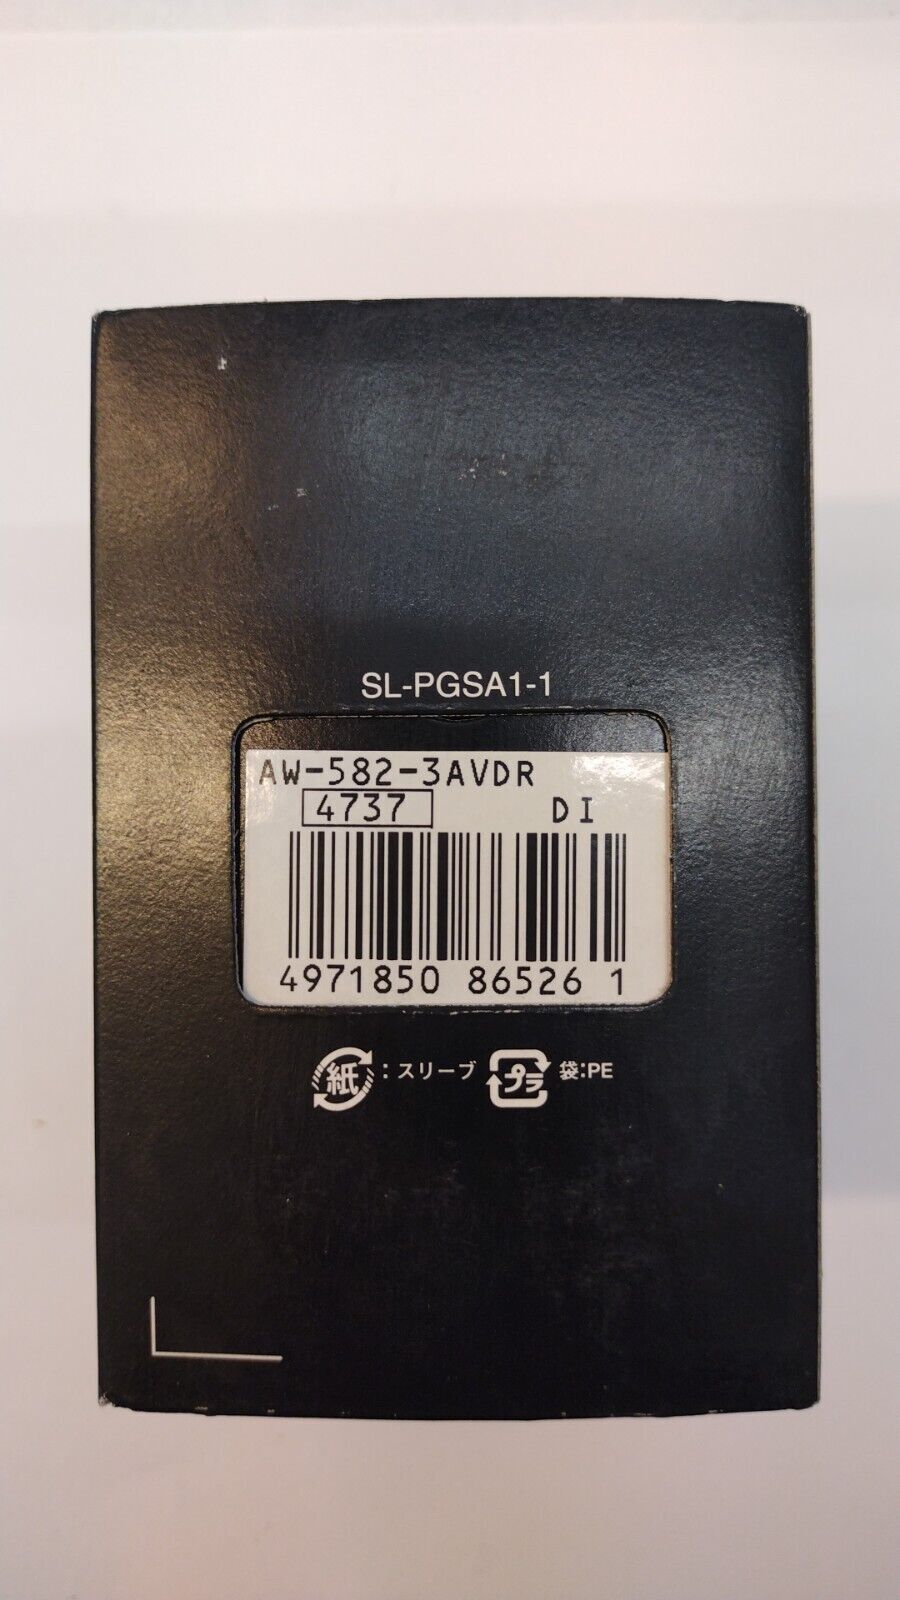 SL-PGSA1-1
AW-582-3AVDR
4737 DI
4971850 86526 1
紙:スリーブ プラ 袋:PE